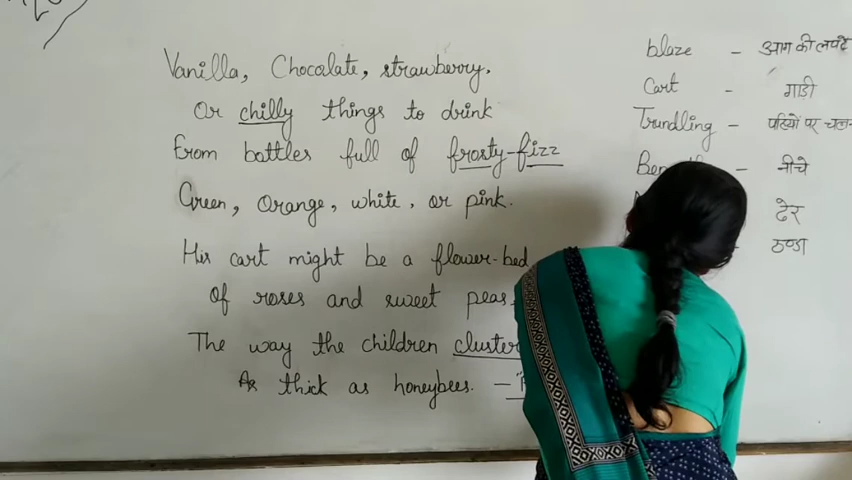 Vanilla, Chocalate, strawberry,
Or chilly things to drink
From bottles full of frosty-fizz
Green, Orange, white, or pink.
His cart might be a flower-bed
Of roses and sweet peas.
The way the children cluster
As thick as honeybees. -
blaze - आग की लपटे
Cart - गाड़ी
Trundling - पहियों पर
- नीचे
ढेर
ठण्डा